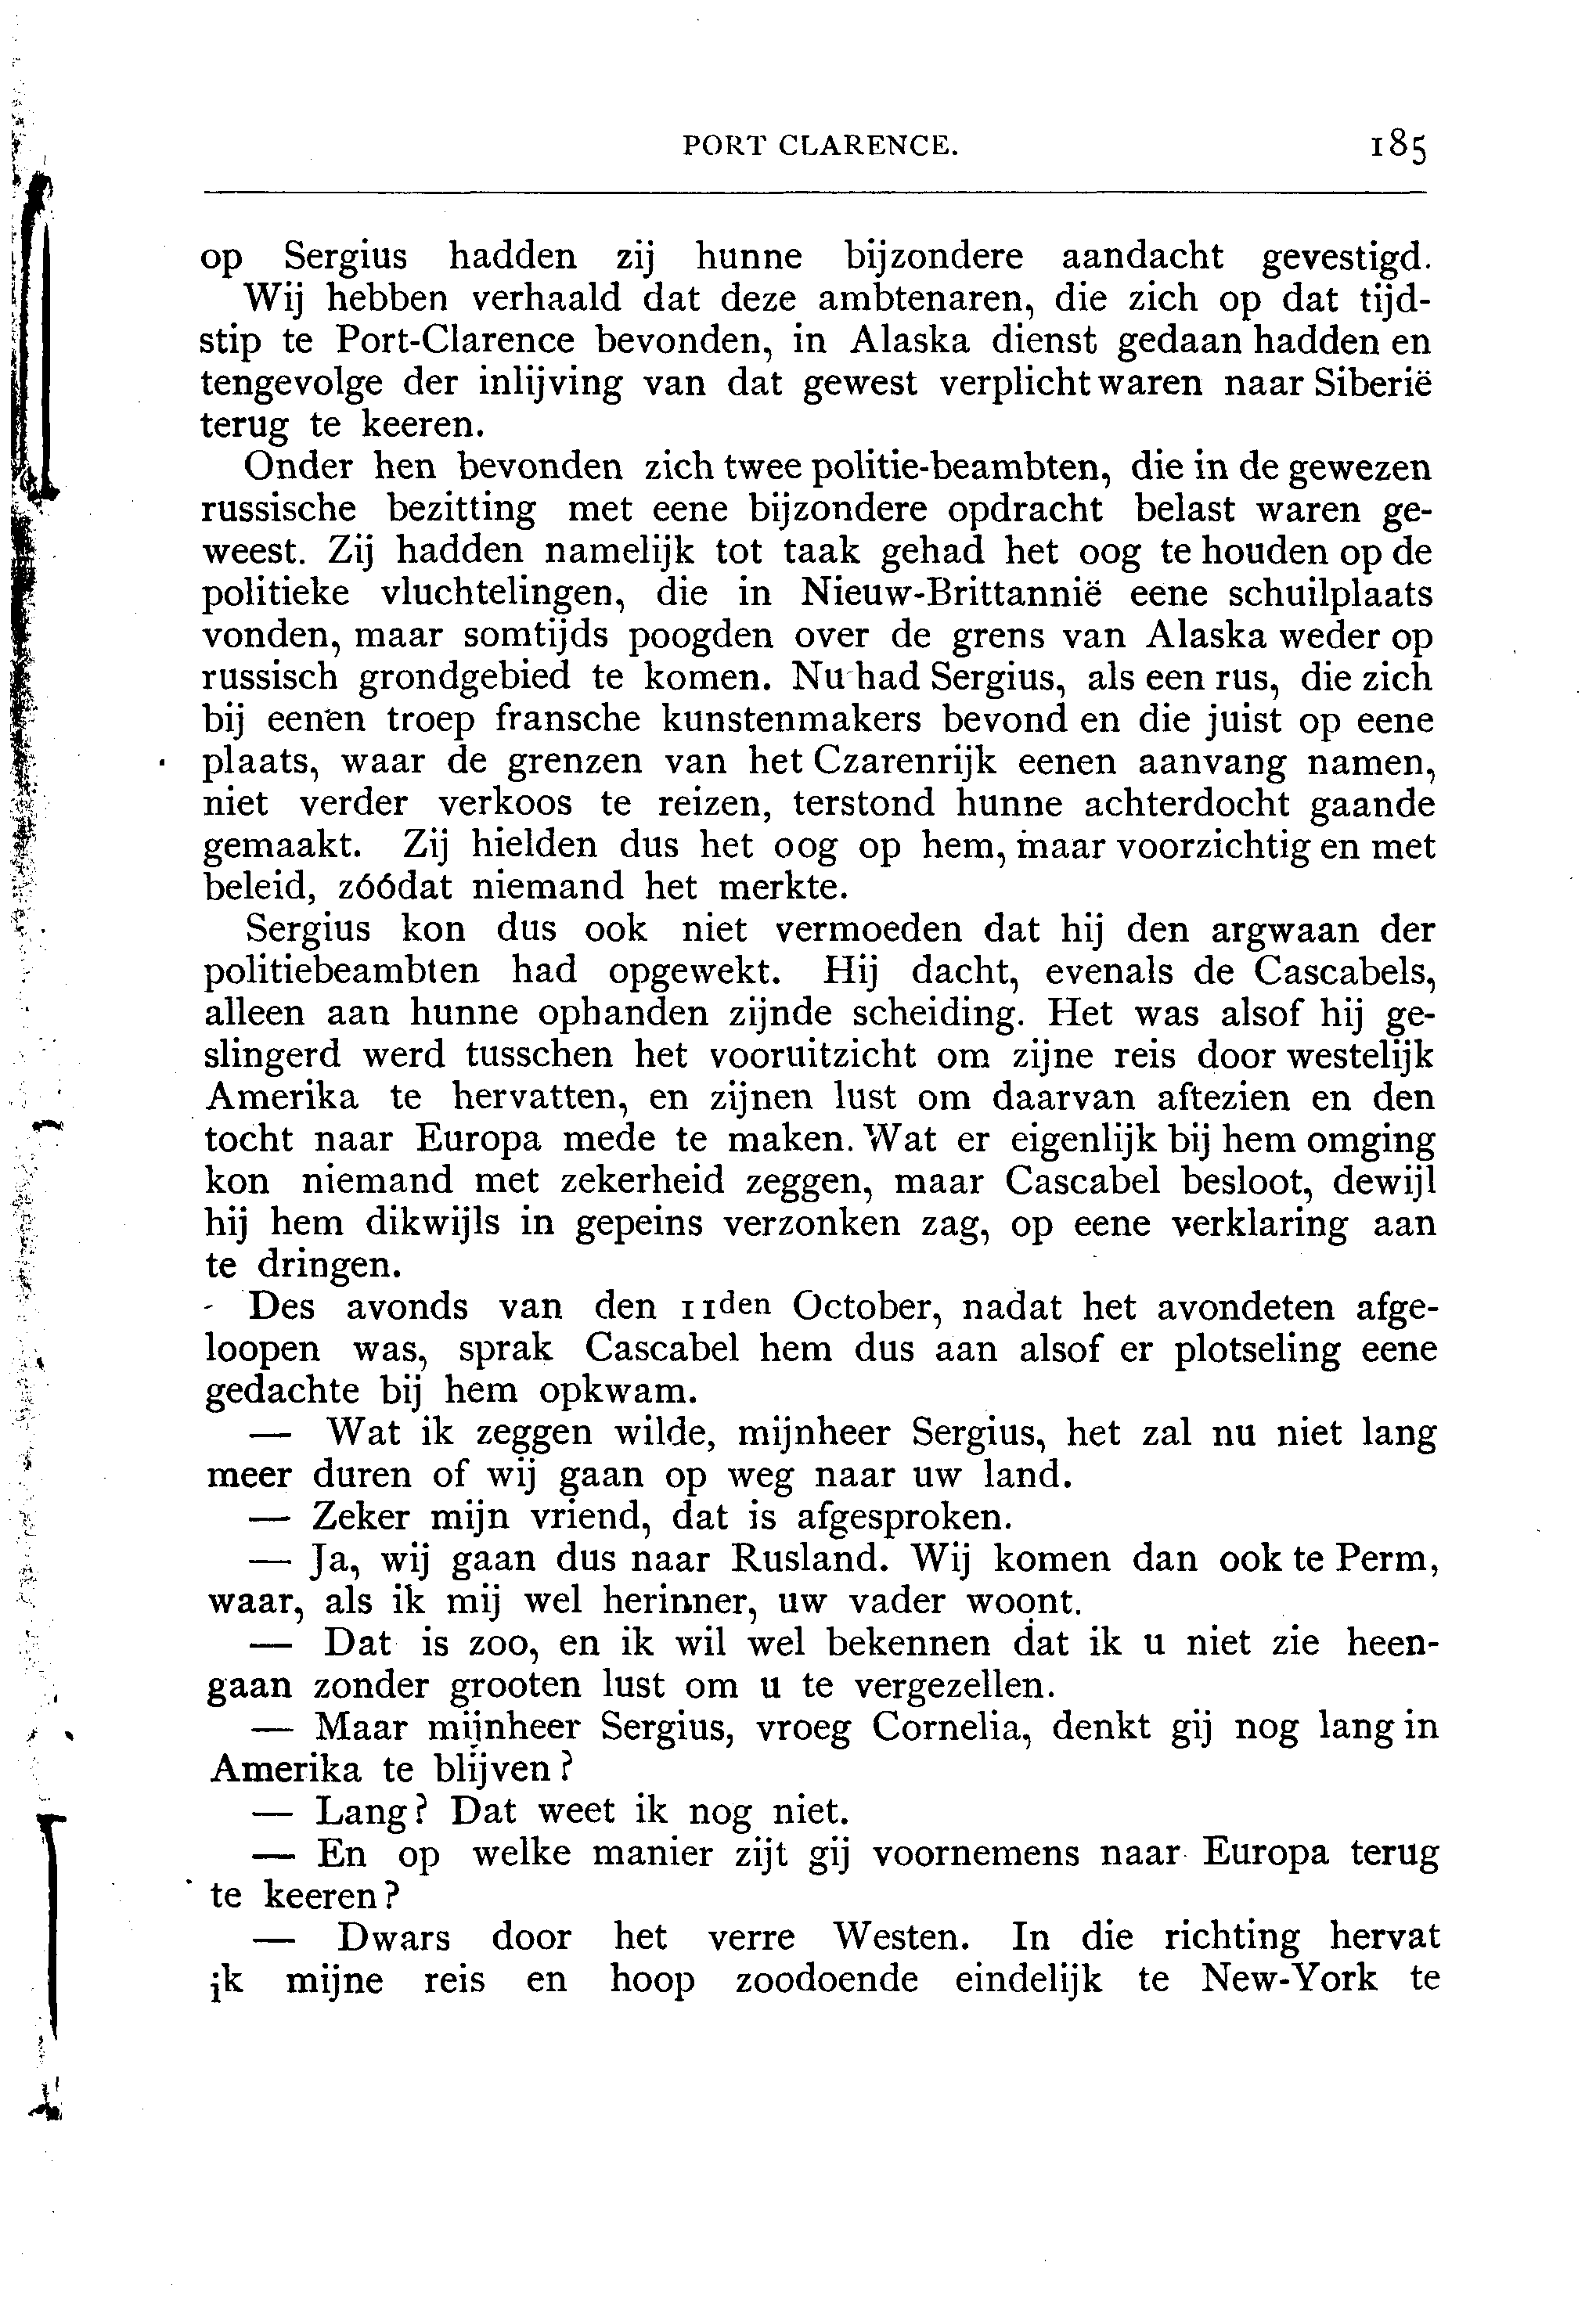 PORT CLARENCE. 185
op Sergius hadden zij hunne bijzondere aandacht gevestigd.
Wij hebben verhaald dat deze ambtenaren, die zich op dat tijd-
stip te Port-Clarence bevonden, in Alaska dienst gedaan hadden en
tengevolge der inlijving van dat gewest verplicht waren naar Siberië
terug te keeren.
Onder hen bevonden zich twee politie-beambten, die in de gewezen
russische bezitting met eene bijzondere opdracht belast waren ge-
weest. Zij hadden namelijk tot taak gehad het oog te houden op de
politieke vluchtelingen, die in Nieuw-Brittannië eene schuilplaats
vonden, maar somtijds poogden over de grens van Alaska weder op
russisch grondgebied te komen. Nu had Sergius, als een rus, die zich
bij eenen troep fransche kunstenmakers bevond en die juist op eene
plaats, waar de grenzen van het Czarenrijk eenen aanvang namen,
niet verder verkoos te reizen, terstond hunne achterdocht gaande
gemaakt. Zij hielden dus het oog op hem, maar voorzichtig en met
beleid, zóódat niemand het merkte.
Sergius kon dus ook niet vermoeden dat hij den argwaan der
politiebeambten had opgewekt. Hij dacht, evenals de Cascabels,
alleen aan hunne ophanden zijnde scheiding. Het was alsof hij ge-
slingerd werd tusschen het vooruitzicht om zijne reis door westelijk
Amerika te hervatten, en zijnen lust om daarvan aftezien en den
tocht naar Europa mede te maken. Wat er eigenlijk bij hem omging
kon niemand met zekerheid zeggen, maar Cascabel besloot, dewijl
hij hem dikwijls in gepeins verzonken zag, op eene verklaring aan
te dringen.
Des avonds van den 11den October, nadat het avondeten afge-
loopen was, sprak Cascabel hem dus aan alsof er plotseling eene
gedachte bij hem opkwam.
— Wat ik zeggen wilde, mijnheer Sergius, het zal nu niet lang
meer duren of wij gaan op weg naar uw land.
— Zeker mijn vriend, dat is afgesproken.
— Ja, wij gaan dus naar Rusland. Wij komen dan ook te Perm,
waar, als ik mij wel herinner, uw vader woont.
— Dat is zoo, en ik wil wel bekennen dat ik u niet zie heen-
gaan zonder grooten lust om u te vergezellen.
— Maar mijnheer Sergius, vroeg Cornelia, denkt gij nog lang in
Amerika te blijven?
— Lang? Dat weet ik nog niet.
— En op welke manier zijt gij voornemens naar Europa terug
te keeren?
— Dwars door het verre Westen. In die richting hervat
ik mijne reis en hoop zoodoende eindelijk te New-York te